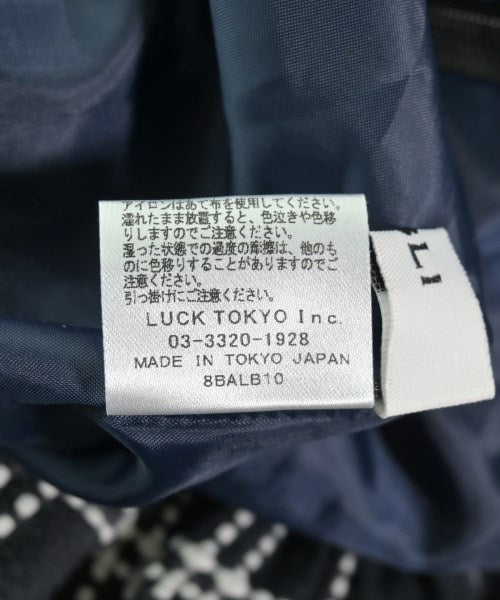 アイロンはあて布を使用してください。
濡れたまま放置すると、色泣きや色移
りしますのでご注意ください。
湿った状態での過度の摩擦は、他のも
のに色移りすることがありますのでご
注意ください。
引っ掛けにご注意ください。
LUCK TOKYO Inc.
03-3320-1928
MADE IN TOKYO JAPAN
8BALB10